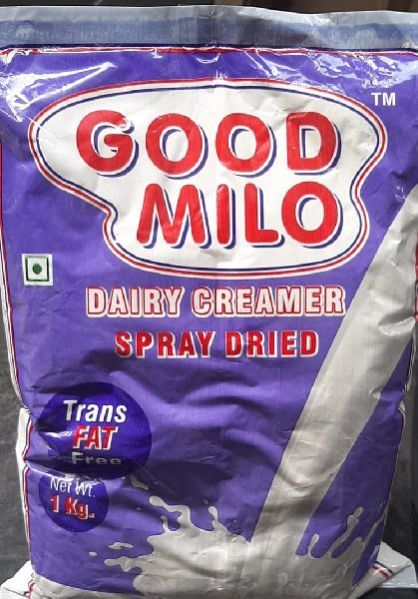 GOOD
MILO
TM
DAIRY CREAMER
SPRAY DRIED
Trans
FAT
Free
Net Wt.
1 Kg.